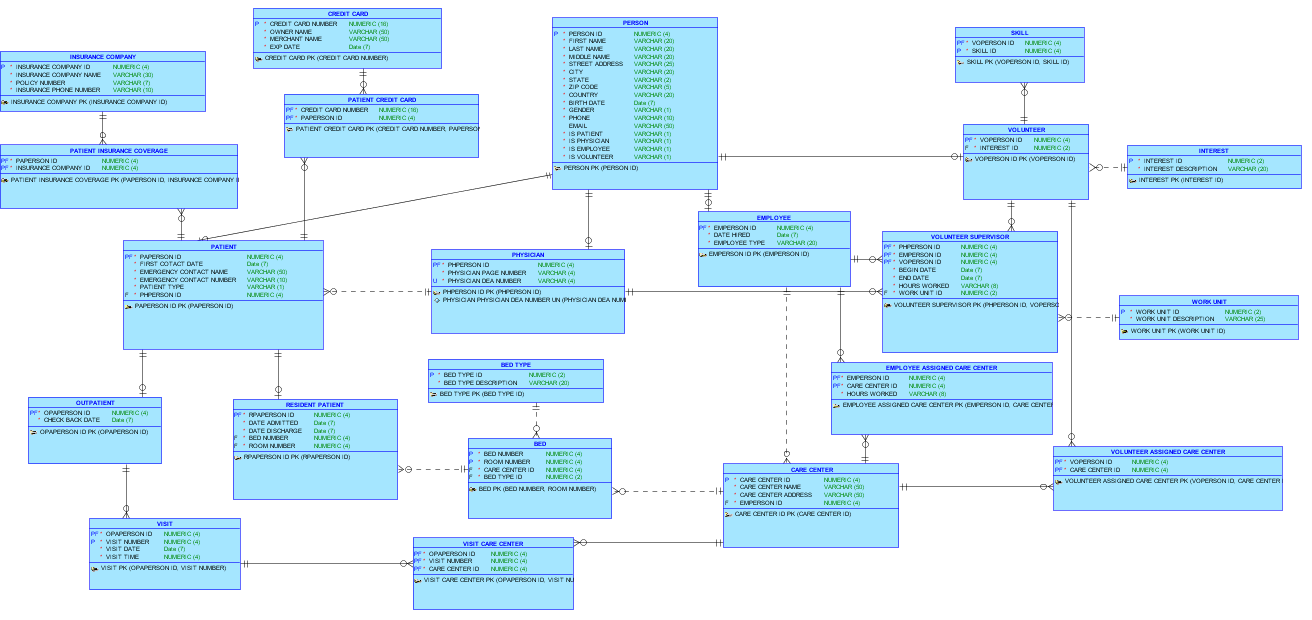 CREDIT CARD
P * CREDIT CARD NUMBER NUMERIC (16)
* OWNER NAME VARCHAR (50)
* MERCHANT NAME VARCHAR (50)
* EXP DATE Date (7)
CREDIT CARD PK (CREDIT CARD NUMBER)
PERSON
P * PERSON ID NUMERIC (4)
* FIRST NAME VARCHAR (20)
* LAST NAME VARCHAR (20)
* MIDDLE NAME VARCHAR (20)
* STREET ADDRESS VARCHAR (25)
* CITY VARCHAR (20)
* STATE VARCHAR (2)
* ZIP CODE VARCHAR (5)
* COUNTRY VARCHAR (20)
* BIRTH DATE Date (7)
* GENDER VARCHAR (1)
* PHONE VARCHAR (10)
EMAIL VARCHAR (50)
* IS PATIENT VARCHAR (1)
* IS PHYSICIAN VARCHAR (1)
* IS EMPLOYEE VARCHAR (1)
* IS VOLUNTEER VARCHAR (1)
PERSON PK (PERSON ID)
SKILL
PF * VOPERSON ID NUMERIC (4)
P * SKILL ID NUMERIC (4)
SKILL PK (VOPERSON ID, SKILL ID)
INSURANCE COMPANY
P * INSURANCE COMPANY ID NUMERIC (4)
* INSURANCE COMPANY NAME VARCHAR (30)
* POLICY NUMBER VARCHAR (7)
* INSURANCE PHONE NUMBER VARCHAR (10)
INSURANCE COMPANY PK (INSURANCE COMPANY ID)
PATIENT CREDIT CARD
PF * CREDIT CARD NUMBER NUMERIC (16)
PF * PAPERSON ID NUMERIC (4)
PATIENT CREDIT CARD PK (CREDIT CARD NUMBER, PAPERSON
VOLUNTEER
PF * VOPERSON ID NUMERIC (4)
F * INTEREST ID NUMERIC (2)
VOPERSON ID PK (VOPERSON ID)
INTEREST
P * INTEREST ID NUMERIC (2)
* INTEREST DESCRIPTION VARCHAR (20)
INTEREST PK (INTEREST ID)
PATIENT INSURANCE COVERAGE
PF * PAPERSON ID NUMERIC (4)
PF * INSURANCE COMPANY ID NUMERIC (4)
PATIENT INSURANCE COVERAGE PK (PAPERSON ID, INSURANCE COMPANY I
EMPLOYEE
PF * EMPERSON ID NUMERIC (4)
* DATE HIRED Date (7)
* EMPLOYEE TYPE VARCHAR (20)
EMPERSON ID PK (EMPERSON ID)
VOLUNTEER SUPERVISOR
PF * PHPERSON ID NUMERIC (4)
PF * EMPERSON ID NUMERIC (4)
PF * VOPERSON ID NUMERIC (4)
* BEGIN DATE Date (7)
* END DATE Date (7)
* HOURS WORKED VARCHAR (8)
F * WORK UNIT ID NUMERIC (2)
VOLUNTEER SUPERVISOR PK (PHPERSON ID, VOPERSO
PATIENT
PF * PAPERSON ID NUMERIC (4)
* FIRST COTACT DATE Date (7)
* EMERGENCY CONTACT NAME VARCHAR (50)
* EMERGENCY CONTACT NUMBER VARCHAR (10)
* PATIENT TYPE VARCHAR (1)
F * PHPERSON ID NUMERIC (4)
PAPERSON ID PK (PAPERSON ID)
PHYSICIAN
PF * PHPERSON ID NUMERIC (4)
* PHYSICIAN PAGE NUMBER VARCHAR (4)
U * PHYSICIAN DEA NUMBER VARCHAR (4)
PHPERSON ID PK (PHPERSON ID)
PHYSICIAN PHYSICIAN DEA NUMBER UN (PHYSICIAN DEA NUM
WORK UNIT
P * WORK UNIT ID NUMERIC (2)
* WORK UNIT DESCRIPTION VARCHAR (25)
WORK UNIT PK (WORK UNIT ID)
BED TYPE
P * BED TYPE ID NUMERIC (2)
* BED TYPE DESCRIPTION VARCHAR (20)
BED TYPE PK (BED TYPE ID)
EMPLOYEE ASSIGNED CARE CENTER
PF * EMPERSON ID NUMERIC (4)
PF * CARE CENTER ID NUMERIC (4)
* HOURS WORKED VARCHAR (8)
EMPLOYEE ASSIGNED CARE CENTER PK (EMPERSON ID, CARE CENTE
OUTPATIENT
PF * OPAPERSON ID NUMERIC (4)
* CHECK BACK DATE Date (7)
OPAPERSON ID PK (OPAPERSON ID)
RESIDENT PATIENT
PF * RPAPERSON ID NUMERIC (4)
* DATE ADMITTED Date (7)
* DATE DISCHARGE Date (7)
F * BED NUMBER NUMERIC (4)
F * ROOM NUMBER NUMERIC (4)
RPAPERSON ID PK (RPAPERSON ID)
BED
P * BED NUMBER NUMERIC (4)
P * ROOM NUMBER NUMERIC (4)
F * CARE CENTER ID NUMERIC (4)
F * BED TYPE ID NUMERIC (2)
BED PK (BED NUMBER, ROOM NUMBER)
CARE CENTER
P * CARE CENTER ID NUMERIC (4)
* CARE CENTER NAME VARCHAR (50)
* CARE CENTER ADDRESS VARCHAR (50)
F * EMPERSON ID NUMERIC (4)
CARE CENTER ID PK (CARE CENTER ID)
VOLUNTEER ASSIGNED CARE CENTER
PF * VOPERSON ID NUMERIC (4)
PF * CARE CENTER ID NUMERIC (4)
VOLUNTEER ASSIGNED CARE CENTER PK (VOPERSON ID, CARE CENTER
VISIT
PF * OPAPERSON ID NUMERIC (4)
P * VISIT NUMBER NUMERIC (4)
* VISIT DATE Date (7)
* VISIT TIME NUMERIC (4)
VISIT PK (OPAPERSON ID, VISIT NUMBER)
VISIT CARE CENTER
PF * OPAPERSON ID NUMERIC (4)
PF * VISIT NUMBER NUMERIC (4)
PF * CARE CENTER ID NUMERIC (4)
VISIT CARE CENTER PK (OPAPERSON ID, VISIT NU